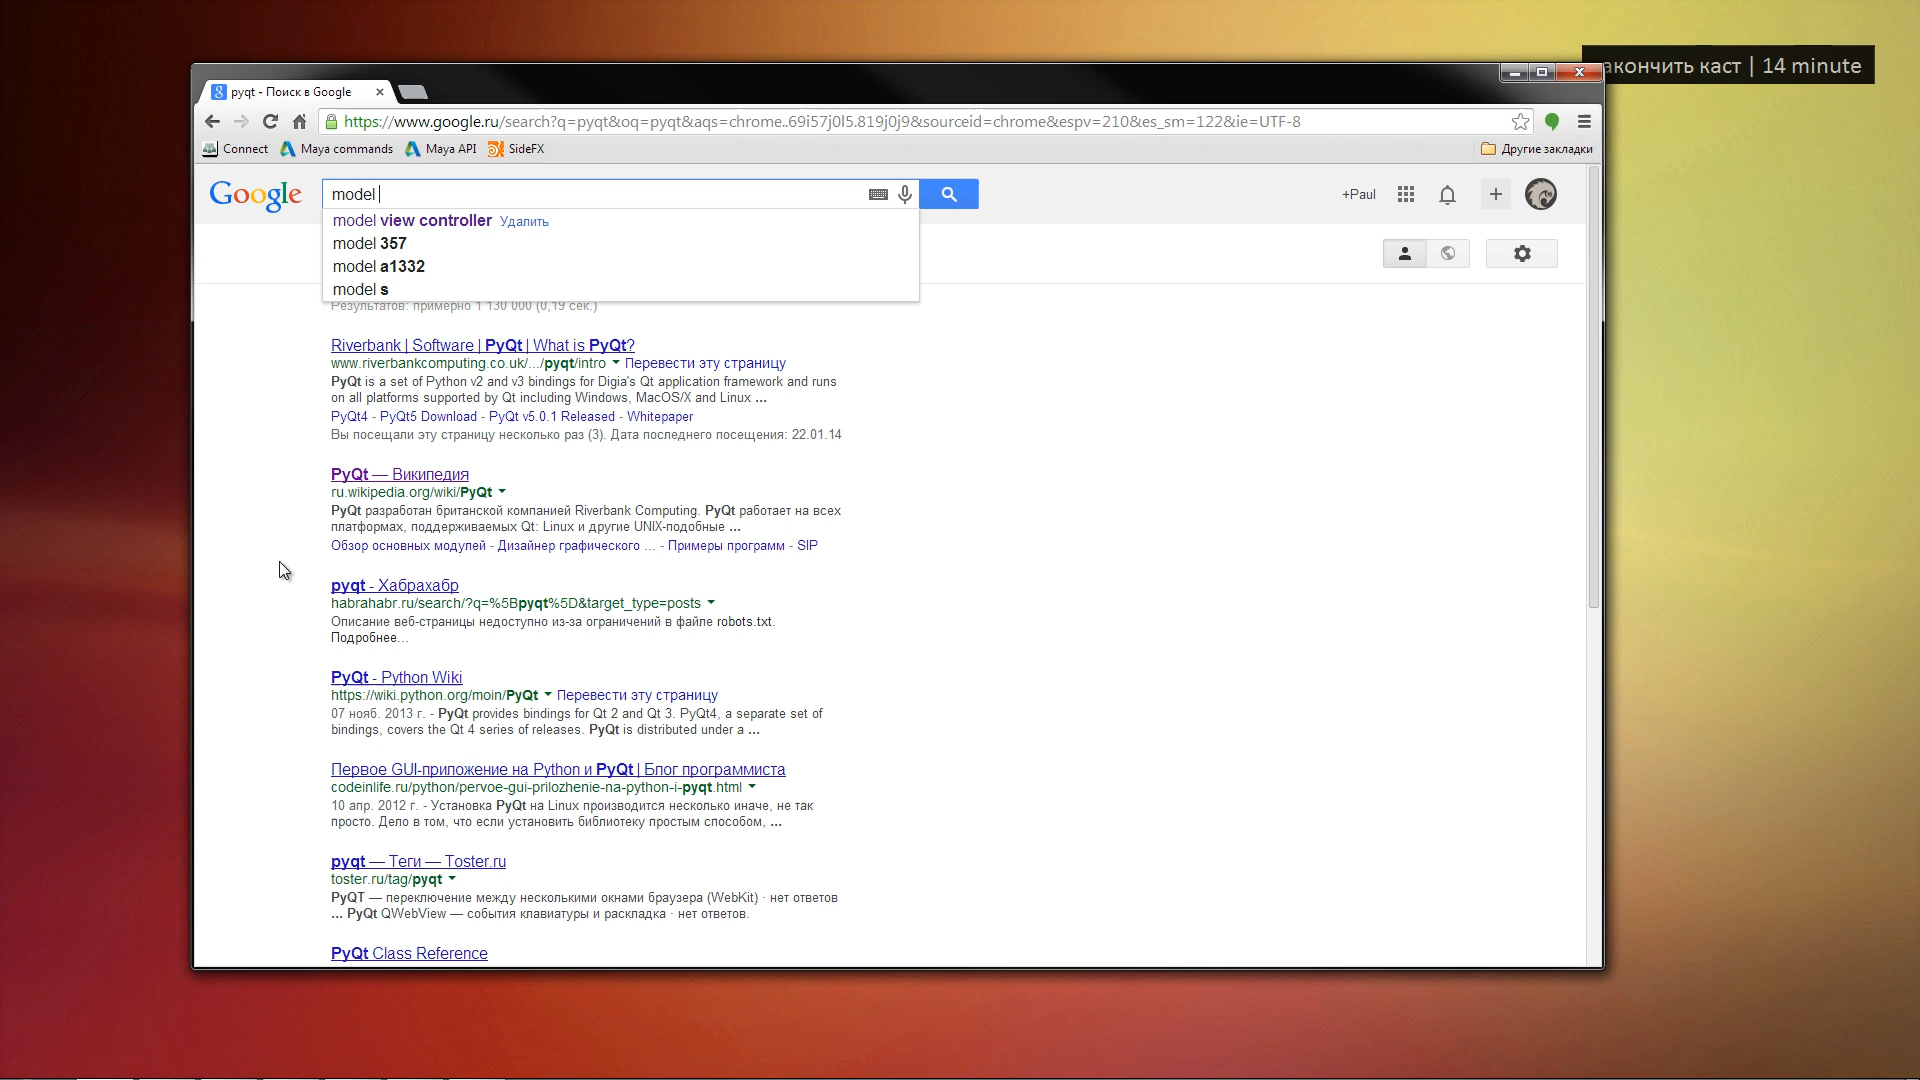 акончить каст | 14 minute
pyqt - Поиск в Google
https://www.google.ru/search?q=pyqt&oq=pyqt&aqs=chrome..69i57j0l5.819j0j9&sourceid=chrome&espv=210&es_sm=122&ie=UTF-8
Connect Maya commands Maya API SideFX Другие закладки
Google model +Paul
model view controller Удалить
model 357
model a1332
model s
Результатов: примерно 1 130 000 (0,19 сек.)
Riverbank | Software | PyQt | What is PyQt?
www.riverbankcomputing.co.uk/.../pyqt/intro Перевести эту страницу
PyQt is a set of Python v2 and v3 bindings for Digia's Qt application framework and runs
on all platforms supported by Qt including Windows, MacOS/X and Linux ...
PyQt4 - PyQt5 Download - PyQt v5.0.1 Released - Whitepaper
Вы посещали эту страницу несколько раз (3). Дата последнего посещения: 22.01.14
PyQt — Википедия
ru.wikipedia.org/wiki/PyQt
PyQt разработан британской компанией Riverbank Computing. PyQt работает на всех
платформах, поддерживаемых Qt: Linux и другие UNIX-подобные ...
Обзор основных модулей - Дизайнер графического ... - Примеры программ - SIP
pyqt - Хабрахабр
habrahabr.ru/search/?q=%5Bpyqt%5D&target_type=posts
Описание веб-страницы недоступно из-за ограничений в файле robots.txt.
Подробнее...
PyQt - Python Wiki
https://wiki.python.org/moin/PyQt Перевести эту страницу
07 нояб. 2013 г. - PyQt provides bindings for Qt 2 and Qt 3. PyQt4, a separate set of
bindings, covers the Qt 4 series of releases. PyQt is distributed under a ...
Первое GUI-приложение на Python и PyQt | Блог программиста
codeinlife.ru/python/pervoe-gui-prilozhenie-na-python-i-pyqt.html
10 апр. 2012 г. - Установка PyQt на Linux производится несколько иначе, не так
просто. Дело в том, что если установить библиотеку простым способом, ...
pyqt — Теги — Toster.ru
toster.ru/tag/pyqt
PyQT — переключение между несколькими окнами браузера (WebKit) · нет ответов
... PyQt QWebView — события клавиатуры и раскладка · нет ответов.
PyQt Class Reference